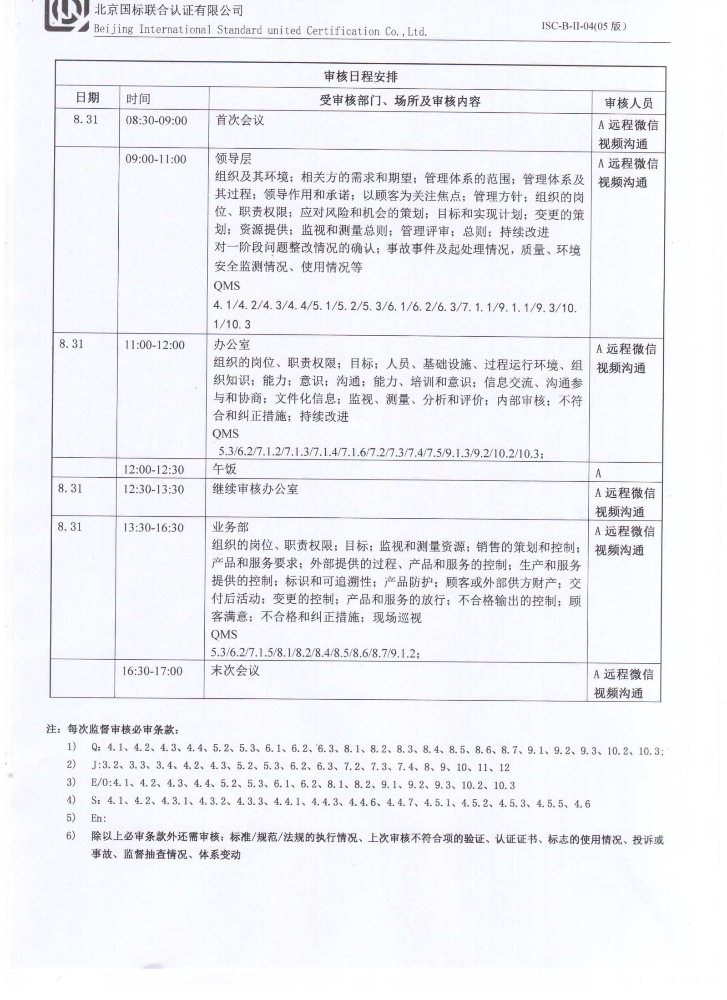 北京国标联合认证有限公司
Beijing International Standard united Certification Co.,Ltd.
ISC-B-II-04(05 版）
审核日程安排
日期 时间 受审核部门、场所及审核内容 审核人员
8.31 08:30-09:00 首次会议 A 远程微信
视频沟通
09:00-11:00 领导层 A 远程微信
视频沟通
组织及其环境；相关方的需求和期望；管理体系的范围；管理体系及
其过程；领导作用和承诺；以顾客为关注焦点；管理方针；组织的岗
位、职责权限；应对风险和机会的策划；目标和实现计划；变更的策
划；资源提供；监视和测量总则；管理评审；总则；持续改进
对一阶段问题整改情况的确认；事故事件及起处理情况，质量、环境
安全监测情况、使用情况等
QMS
4.1/4.2/4.3/4.4/5.1/5.2/5.3/6.1/6.2/6.3/7.1.1/9.1.1/9.3/10.
1/10.3
8.31 11:00-12:00 办公室 A 远程微信
视频沟通
组织的岗位、职责权限；目标；人员、基础设施、过程运行环境、组
织知识；能力；意识；沟通；能力、培训和意识；信息交流、沟通参
与和协商；文件化信息；监视、测量、分析和评价；内部审核；不符
合和纠正措施；持续改进
QMS
5.3/6.2/7.1.2/7.1.3/7.1.4/7.1.6/7.2/7.3/7.4/7.5/9.1.3/9.2/10.2/10.3；
12:00-12:30 午饭 A
8.31 12:30-13:30 继续审核办公室 A 远程微信
视频沟通
8.31 13:30-16:30 业务部 A 远程微信
视频沟通
组织的岗位、职责权限；目标；监视和测量资源；销售的策划和控制；
产品和服务要求；外部提供的过程、产品和服务的控制；生产和服务
提供的控制；标识和可追溯性；产品防护；顾客或外部供方财产；交
付后活动；变更的控制；产品和服务的放行；不合格输出的控制；顾
客满意；不合格和纠正措施；现场巡视
QMS
5.3/6.2/7.1.5/8.1/8.2/8.4/8.5/8.6/8.7/9.1.2；
16:30-17:00 末次会议 A 远程微信
视频沟通
注：每次监督审核必审条款：
1) Q：4.1、4.2、4.3、4.4、5.2、5.3、6.1、6.2、6.3、8.1、8.2、8.3、8.4、8.5、8.6、8.7、9.1、9.2、9.3、10.2、10.3；
2) J:3.2、3.3、3.4、4.2、4.3、5.2、5.3、6.2、6.3、7.2、7.3、7.4、8、9、10、11、12
3) E/O:4.1、4.2、4.3、4.4、5.2、5.3、6.1、6.2、8.1、8.2、9.1、9.2、9.3、10.2、10.3
4) S：4.1、4.2、4.3.1、4.3.2、4.3.3、4.4.1、4.4.3、4.4.6、4.4.7、4.5.1、4.5.2、4.5.3、4.5.5、4.6
5) En:
6) 除以上必审条款外还需审核：标准/规范/法规的执行情况、上次审核不符合项的验证、认证证书、标志的使用情况、投诉或
事故、监督抽查情况、体系变动